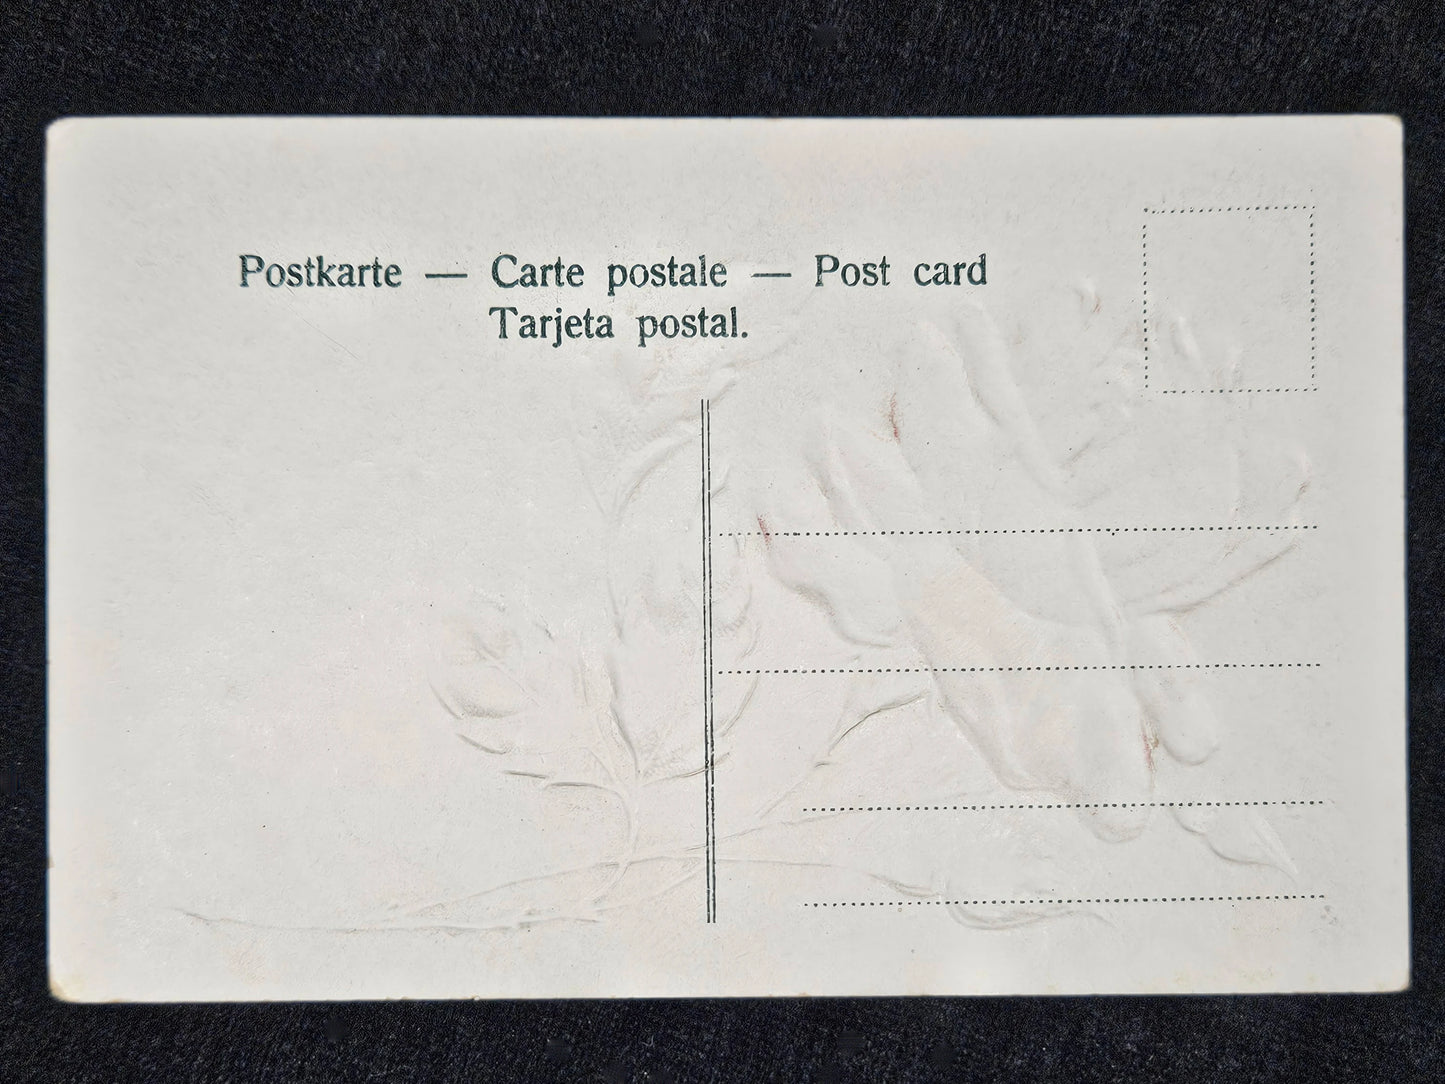 Postkarte — Carte postale — Post card
Tarjeta postal.